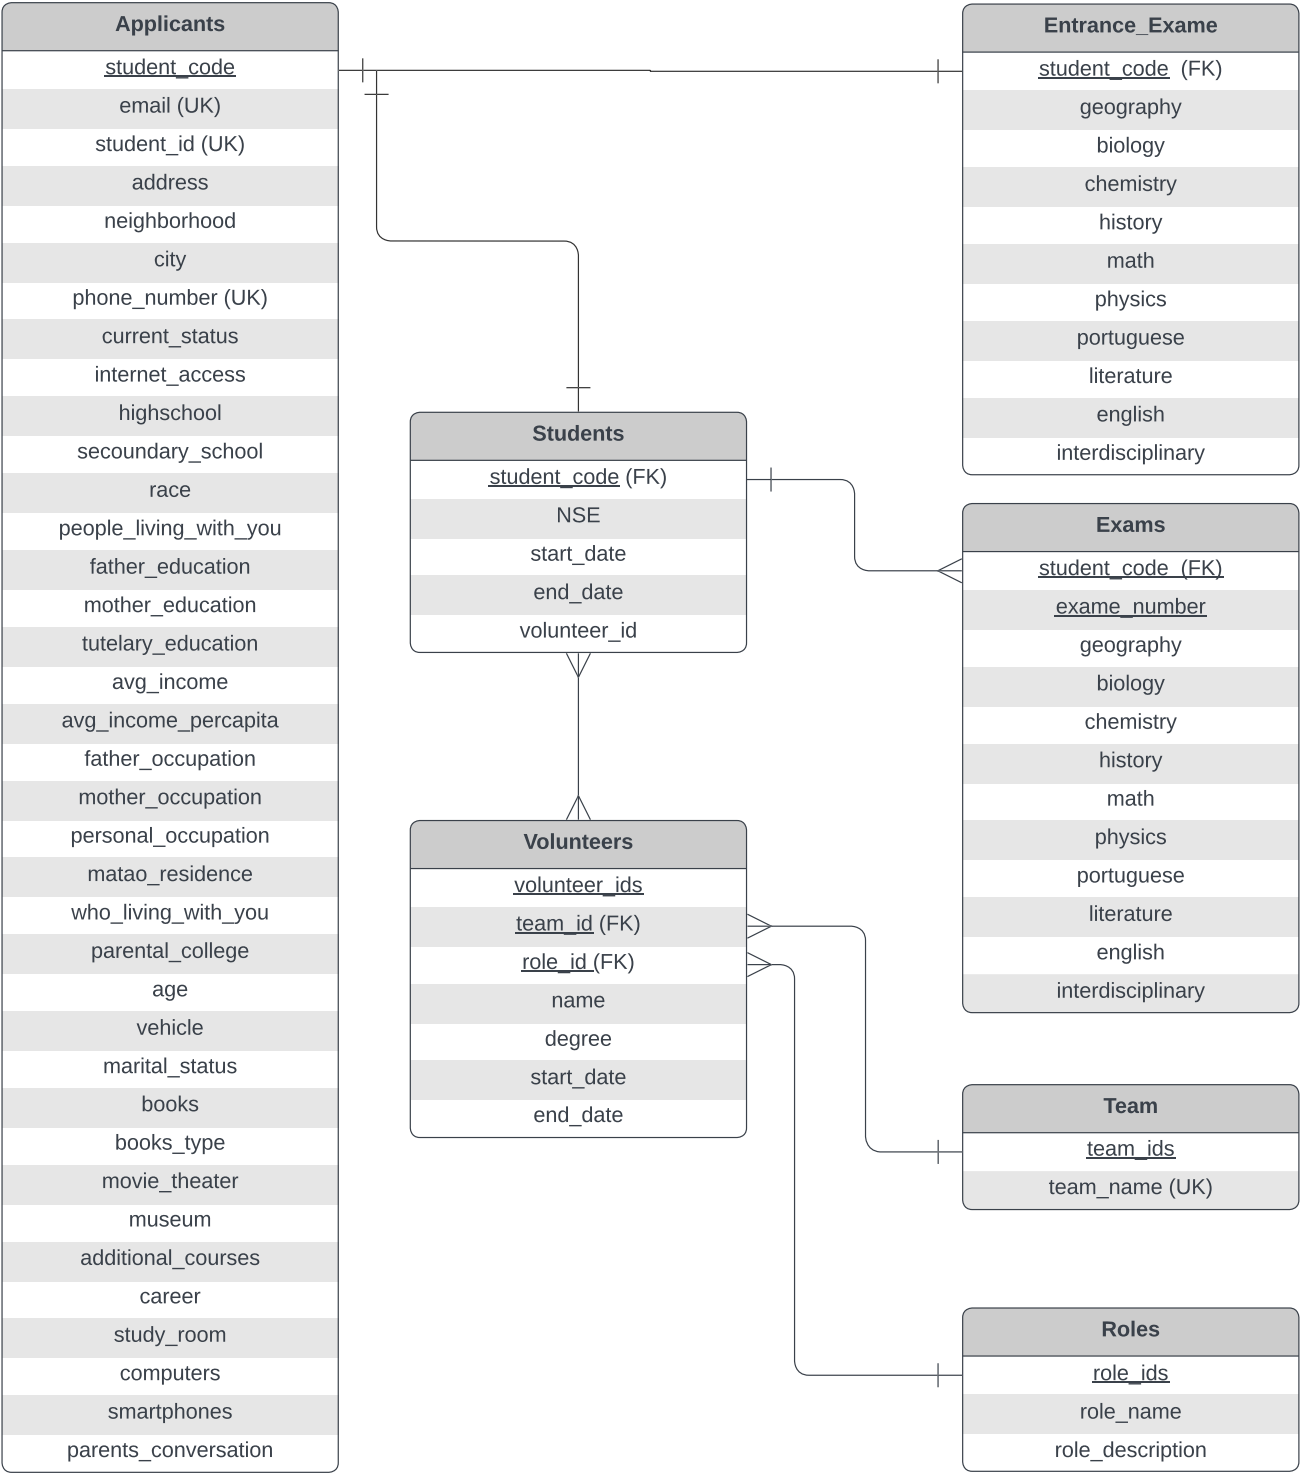 Applicants
student_code
email (UK)
student_id (UK)
address
neighborhood
city
phone_number (UK)
current_status
internet_access
highschool
secoundary_school
race
people_living_with_you
father_education
mother_education
tutelary_education
avg_income
avg_income_percapita
father_occupation
mother_occupation
personal_occupation
matao_residence
who_living_with_you
parental_college
age
vehicle
marital_status
books
books_type
movie_theater
museum
additional_courses
career
study_room
computers
smartphones
parents_conversation
Students
student_code (FK)
NSE
start_date
end_date
volunteer_id
Volunteers
volunteer_ids
team_id (FK)
role_id (FK)
name
degree
start_date
end_date
Entrance_Exame
student_code (FK)
geography
biology
chemistry
history
math
physics
portuguese
literature
english
interdisciplinary
Exams
student_code (FK)
exame_number
geography
biology
chemistry
history
math
physics
portuguese
literature
english
interdisciplinary
Team
team_ids
team_name (UK)
Roles
role_ids
role_name
role_description